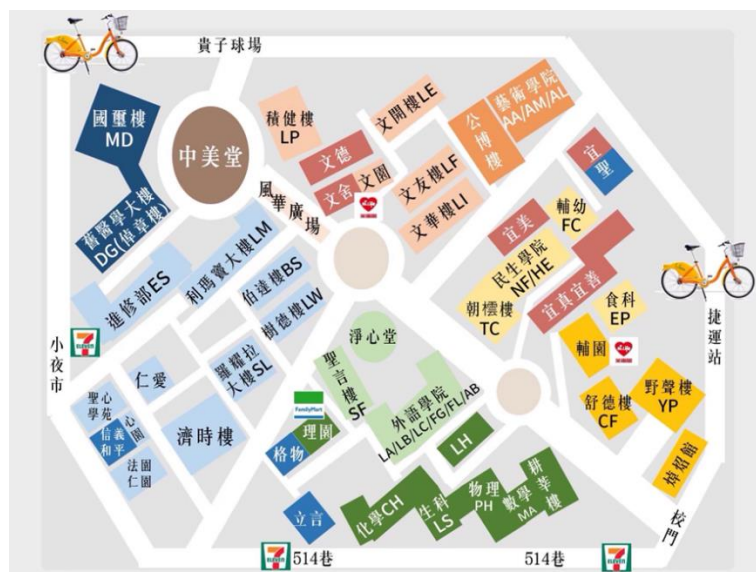 貴子球場
國璽樓
MD
中美堂
積健樓
LP
文開樓LE
公博樓
藝術學院
AA/AM/AL
文德
文舍
文園
文友樓LF
文華樓LI
宜
聖
舊醫學大樓
DG(倬章樓)
風華廣場
宜美
輔幼
FC
民生學院
NF/HE
進修部ES
利瑪竇大樓LM
伯達樓BS
樹德樓LW
朝橒樓
TC
宜真宜善
食科
EP
捷運站
小夜市
7
ELEVEN
淨心堂
聖言樓
SF
羅耀拉
大樓SL
仁愛
聖心
學苑
心園
信義
和平
法園
仁園
濟時樓
FamilyMart
理園
格物
外語學院
LA/LB/LC/FG/FL/AB
輔園
舒德樓
CF
野聲樓
YP
焯炤館
LH
立言
化學CH
生科
LS
物理
PH
數學
MA
耕莘樓
校門
7
ELEVEN
514巷
514巷
7
ELEVEN